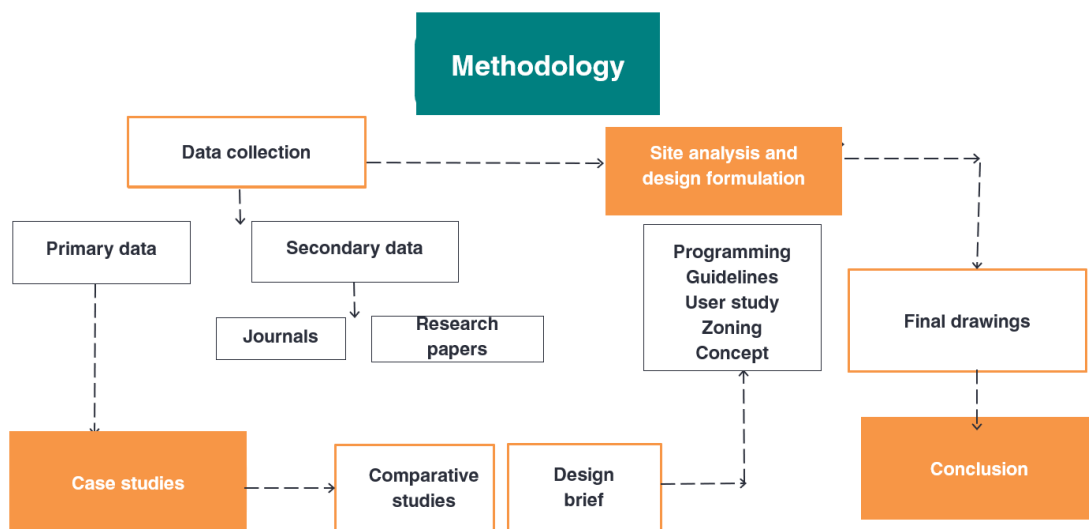 Methodology
Data collection
Site analysis and
design formulation
Primary data
Secondary data
Journals
Research
papers
Programming
Guidelines
User study
Zoning
Concept
Final drawings
Case studies
Comparative
studies
Design
brief
Conclusion